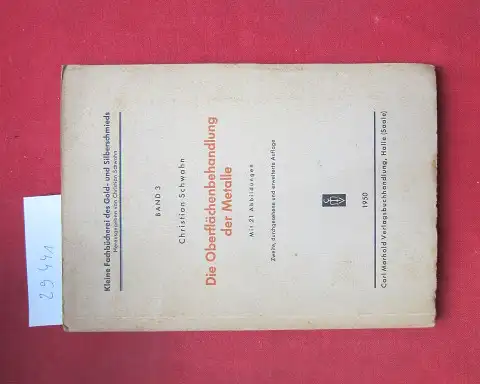 Kleine Fachbücherei des Gold- und Silberschmieds
Herausgegeben von Christian Schwahn
BAND 3
Christian Schwahn
Die Oberflächenbehandlung
der Metalle
Mit 21 Abbildungen
Zweite, durchgesehene und erweiterte Auflage
1950
Carl Marhold Verlagsbuchhandlung, Halle (Saale)
29441